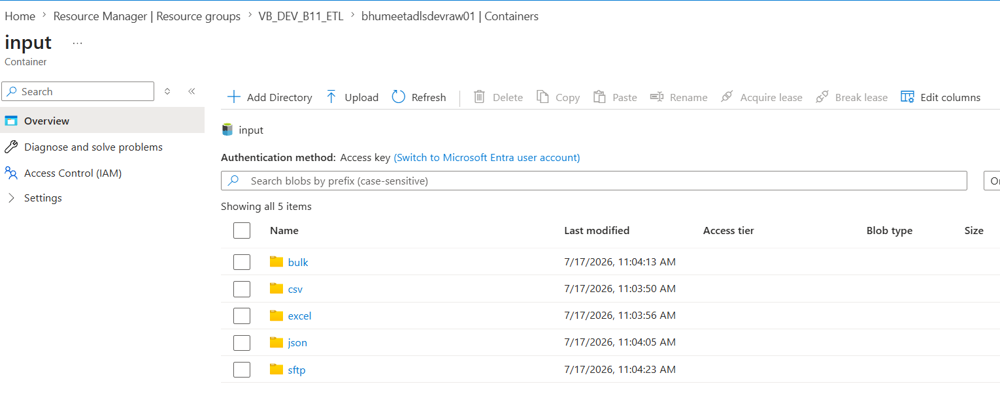 Home > Resource Manager | Resource groups > VB_DEV_B11_ETL > bhumeetadlsdevraw01 | Containers
input ...
Container
Search
Overview
Diagnose and solve problems
Access Control (IAM)
Settings
Add Directory Upload Refresh Delete Copy Paste Rename Acquire lease Break lease Edit columns
input
Authentication method: Access key (Switch to Microsoft Entra user account)
Search blobs by prefix (case-sensitive)
Showing all 5 items
Name Last modified Access tier Blob type Size
bulk 7/17/2026, 11:04:13 AM
csv 7/17/2026, 11:03:50 AM
excel 7/17/2026, 11:03:56 AM
json 7/17/2026, 11:04:05 AM
sftp 7/17/2026, 11:04:23 AM